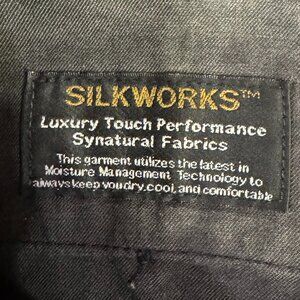 SILKWORKS™
Luxury Touch Performance
Synatural Fabrics
This garment utilizes the latest in
Moisture Management Technology to
always keep you dry, cool, and comfortable